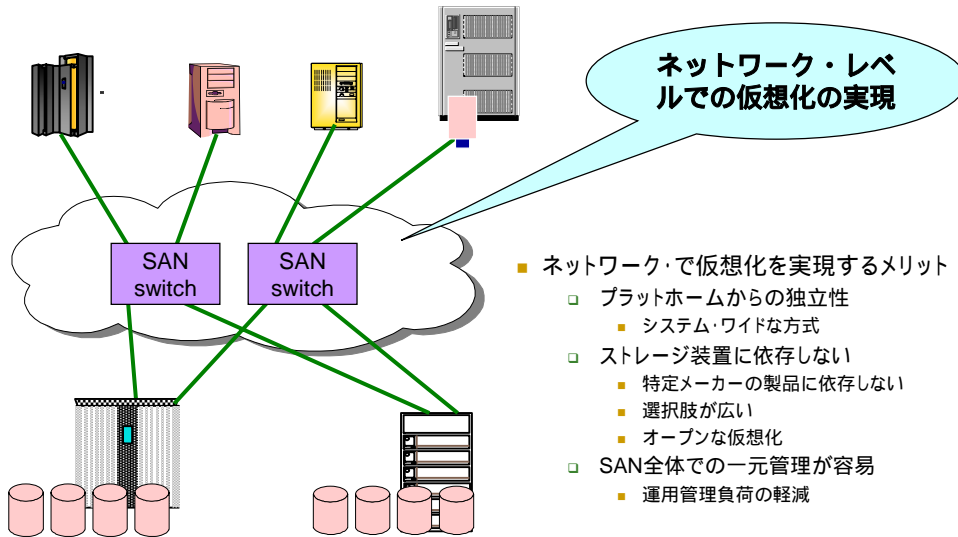 ネットワーク・レベ
ルでの仮想化の実現
SAN
switch
SAN
switch
ネットワーク・で仮想化を実現するメリット
プラットホームからの独立性
システム・ワイドな方式
ストレージ装置に依存しない
特定メーカーの製品に依存しない
選択肢が広い
オープンな仮想化
SAN全体での一元管理が容易
運用管理負荷の軽減